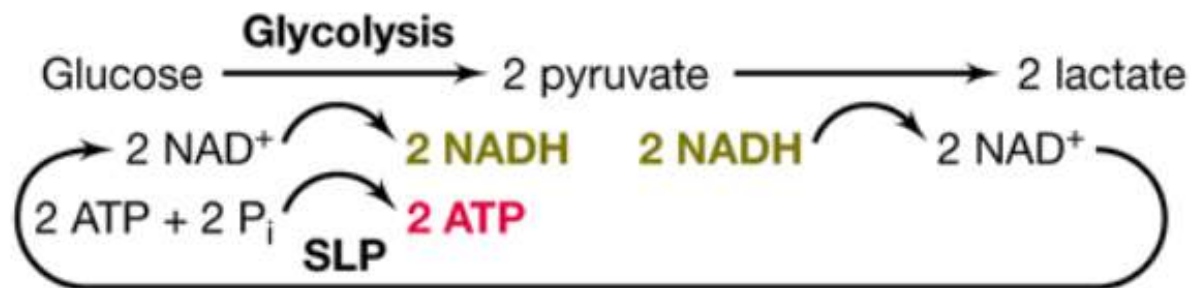 Glycolysis
Glucose 2 pyruvate 2 lactate
2 NAD⁺ 2 NADH 2 NADH 2 NAD⁺
2 ATP + 2 Pᵢ 2 ATP
SLP